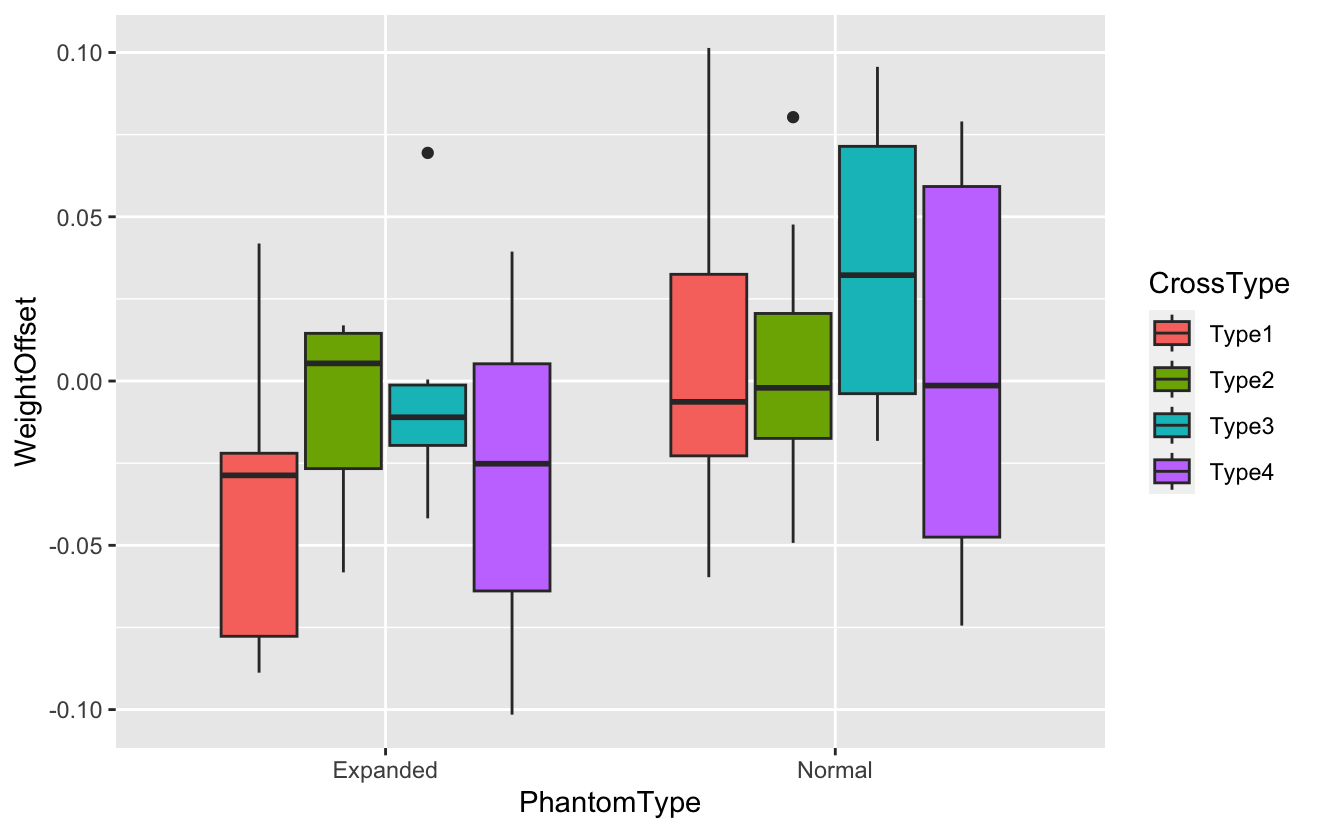 0.10
0.05
0.00
-0.05
-0.10
WeightOffset
Expanded
Normal
PhantomType
CrossType
Type1
Type2
Type3
Type4